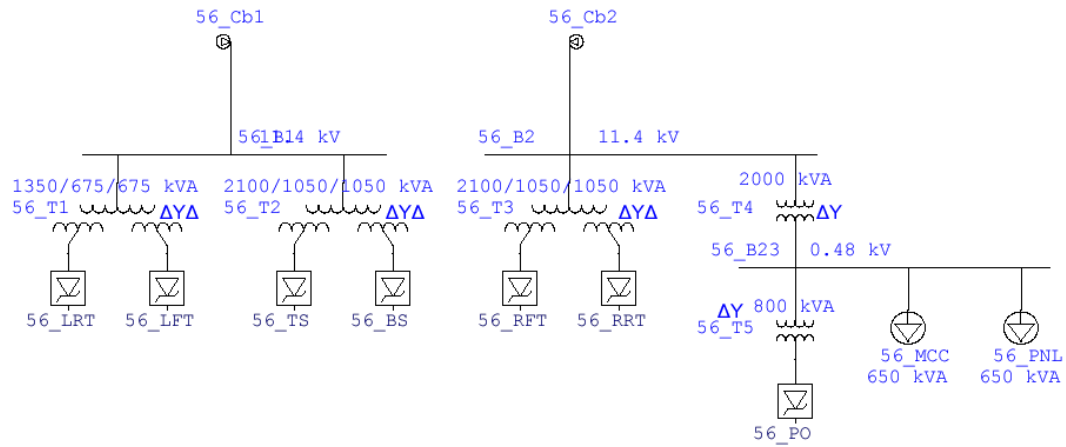 56_Cb1
56_Cb2
56_B1
11.4 kV
56_B2
11.4 kV
1350/675/675 kVA
2100/1050/1050 kVA
2100/1050/1050 kVA
2000 kVA
56_T1
ΔYΔ
56_T2
ΔYΔ
56_T3
ΔYΔ
56_T4
ΔY
56_B23
0.48 kV
56_LRT
56_LFT
56_TS
56_BS
56_RFT
56_RRT
ΔY
800 kVA
56_T5
56_MCC
650 kVA
56_PNL
650 kVA
56_PO